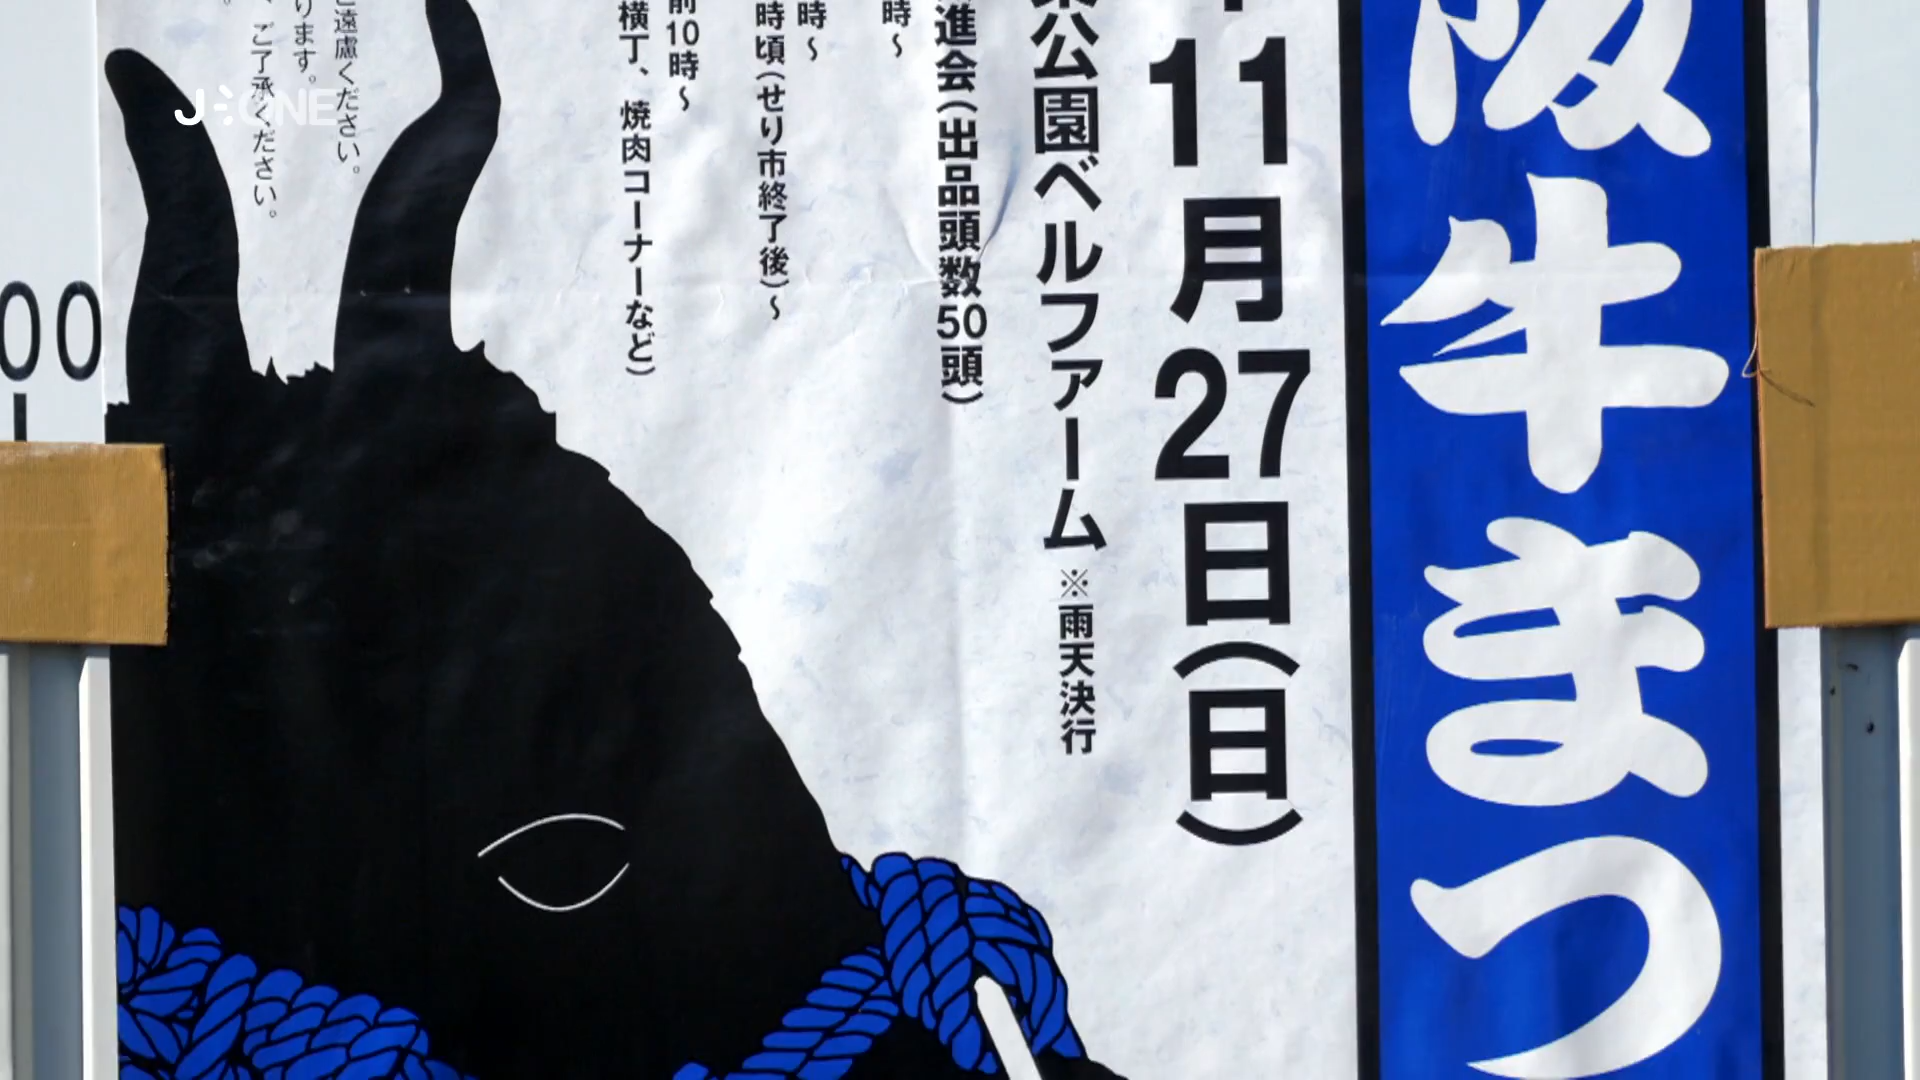 阪牛まつ
11月27日(日)
公園ベルファーム ※雨天決行
進会(出品頭数50頭)
時～
時～
時頃(せり市終了後)～
前10時～
横丁、焼肉コーナーなど)
ご遠慮ください。
ります。
、ご了承ください。
00
J:ONE